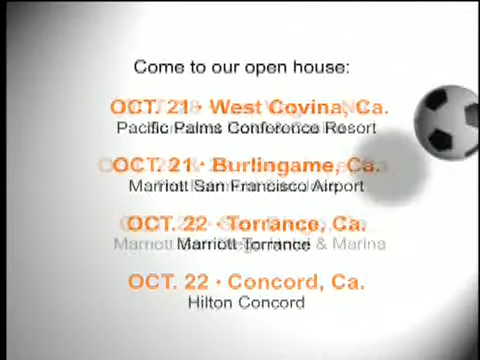 Come to our open house:
OCT. 21 • West Covina, Ca.
Pacific Palms Conference Resort
OCT. 21 • Burlingame, Ca.
Marriott San Francisco Airport
OCT. 22 • Torrance, Ca.
Marriott Torrance & Marina
OCT. 22 • Concord, Ca.
Hilton Concord